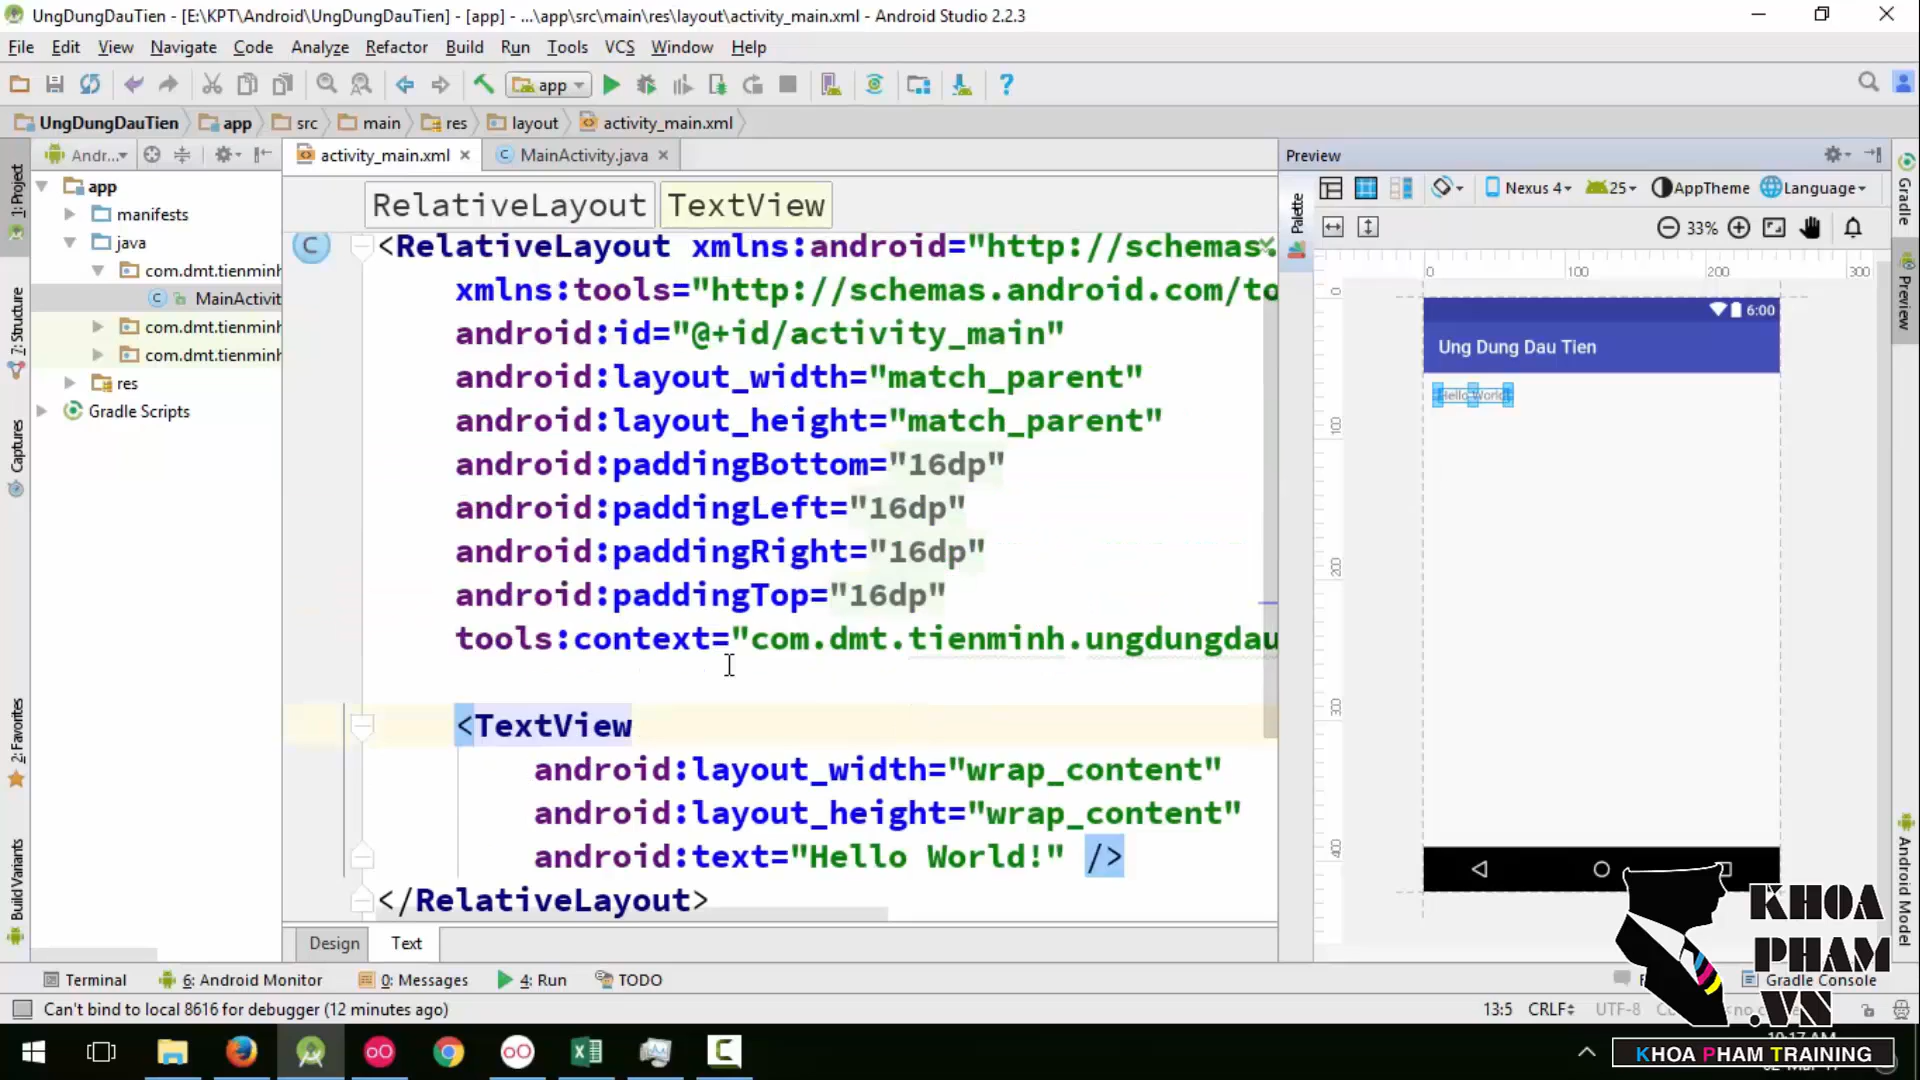 UngDungDauTien - [E:\KPT\Android\UngDungDauTien] - [app] - ...\app\src\main\res\layout\activity_main.xml - Android Studio 2.2.3
File Edit View Navigate Code Analyze Refactor Build Run Tools VCS Window Help
app
UngDungDauTien app src main res layout activity_main.xml
Andr... activity_main.xml MainActivity.java Preview
1: Project
7: Structure
Captures
2: Favorites
Build Variants
app
manifests
java
com.dmt.tienminh
MainActivit
com.dmt.tienminh
com.dmt.tienminh
res
Gradle Scripts
RelativeLayout TextView
C <RelativeLayout xmlns:android="http://schemas.
xmlns:tools="http://schemas.android.com/to
android:id="@+id/activity_main"
android:layout_width="match_parent"
android:layout_height="match_parent"
android:paddingBottom="16dp"
android:paddingLeft="16dp"
android:paddingRight="16dp"
android:paddingTop="16dp"
tools:context="com.dmt.tienminh.ungdungdau
<TextView
android:layout_width="wrap_content"
android:layout_height="wrap_content"
android:text="Hello World!" />
</RelativeLayout>
Design Text
Palette
Nexus 4 25 AppTheme Language
33%
0 100 200 300
0
100
200
300
400
6:00
Ung Dung Dau Tien
Hello World!
Gradle
Preview
Android Model
KHOA
PHAM
.VN
Terminal 6: Android Monitor 0: Messages 4: Run TODO Gradle Console
Can't bind to local 8616 for debugger (12 minutes ago) 13:5 CRLF UTF-8
KHOA PHAM TRAINING